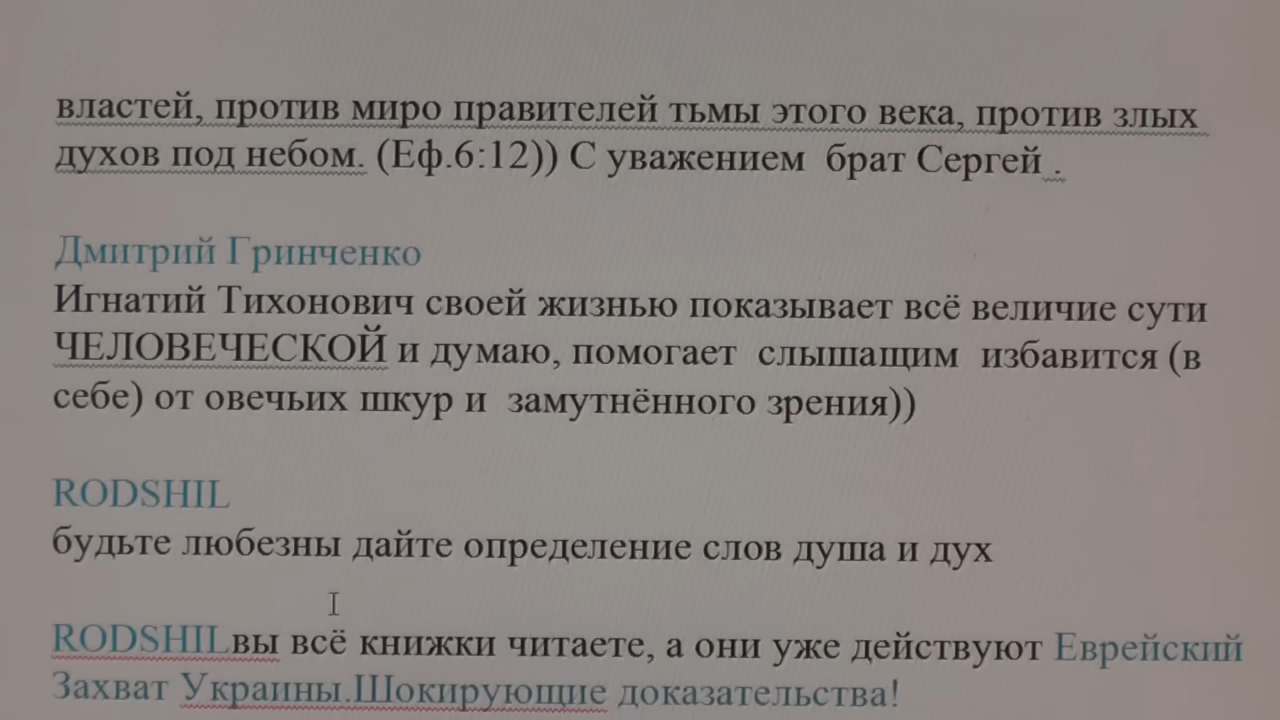 властей, против миро правителей тьмы этого века, против злых
духов под небом. (Еф.6:12)) С уважением  брат Сергей .
Дмитрий Гринченко
Игнатий Тихонович своей жизнью показывает всё величие сути
ЧЕЛОВЕЧЕСКОЙ и думаю, помогает  слышащим  избавится (в
себе) от овечьих шкур и  замутнённого зрения))
RODSHIL
будьте любезны дайте определение слов душа и дух
RODSHILвы всё книжки читаете, а они уже действуют Еврейский
Захват Украины.Шокирующие доказательства!